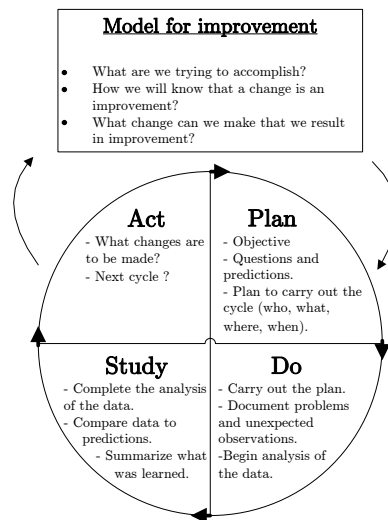 Model for improvement
• What are we trying to accomplish?
• How we will know that a change is an
improvement?
• What change can we make that we result
in improvement?
Act
- What changes are
to be made?
- Next cycle ?
Plan
- Objective
- Questions and
predictions.
- Plan to carry out the
cycle (who, what,
where, when).
Study
- Complete the analysis
of the data.
- Compare data to
predictions.
- Summarize what
was learned.
Do
- Carry out the plan.
- Document problems
and unexpected
observations.
-Begin analysis of
the data.